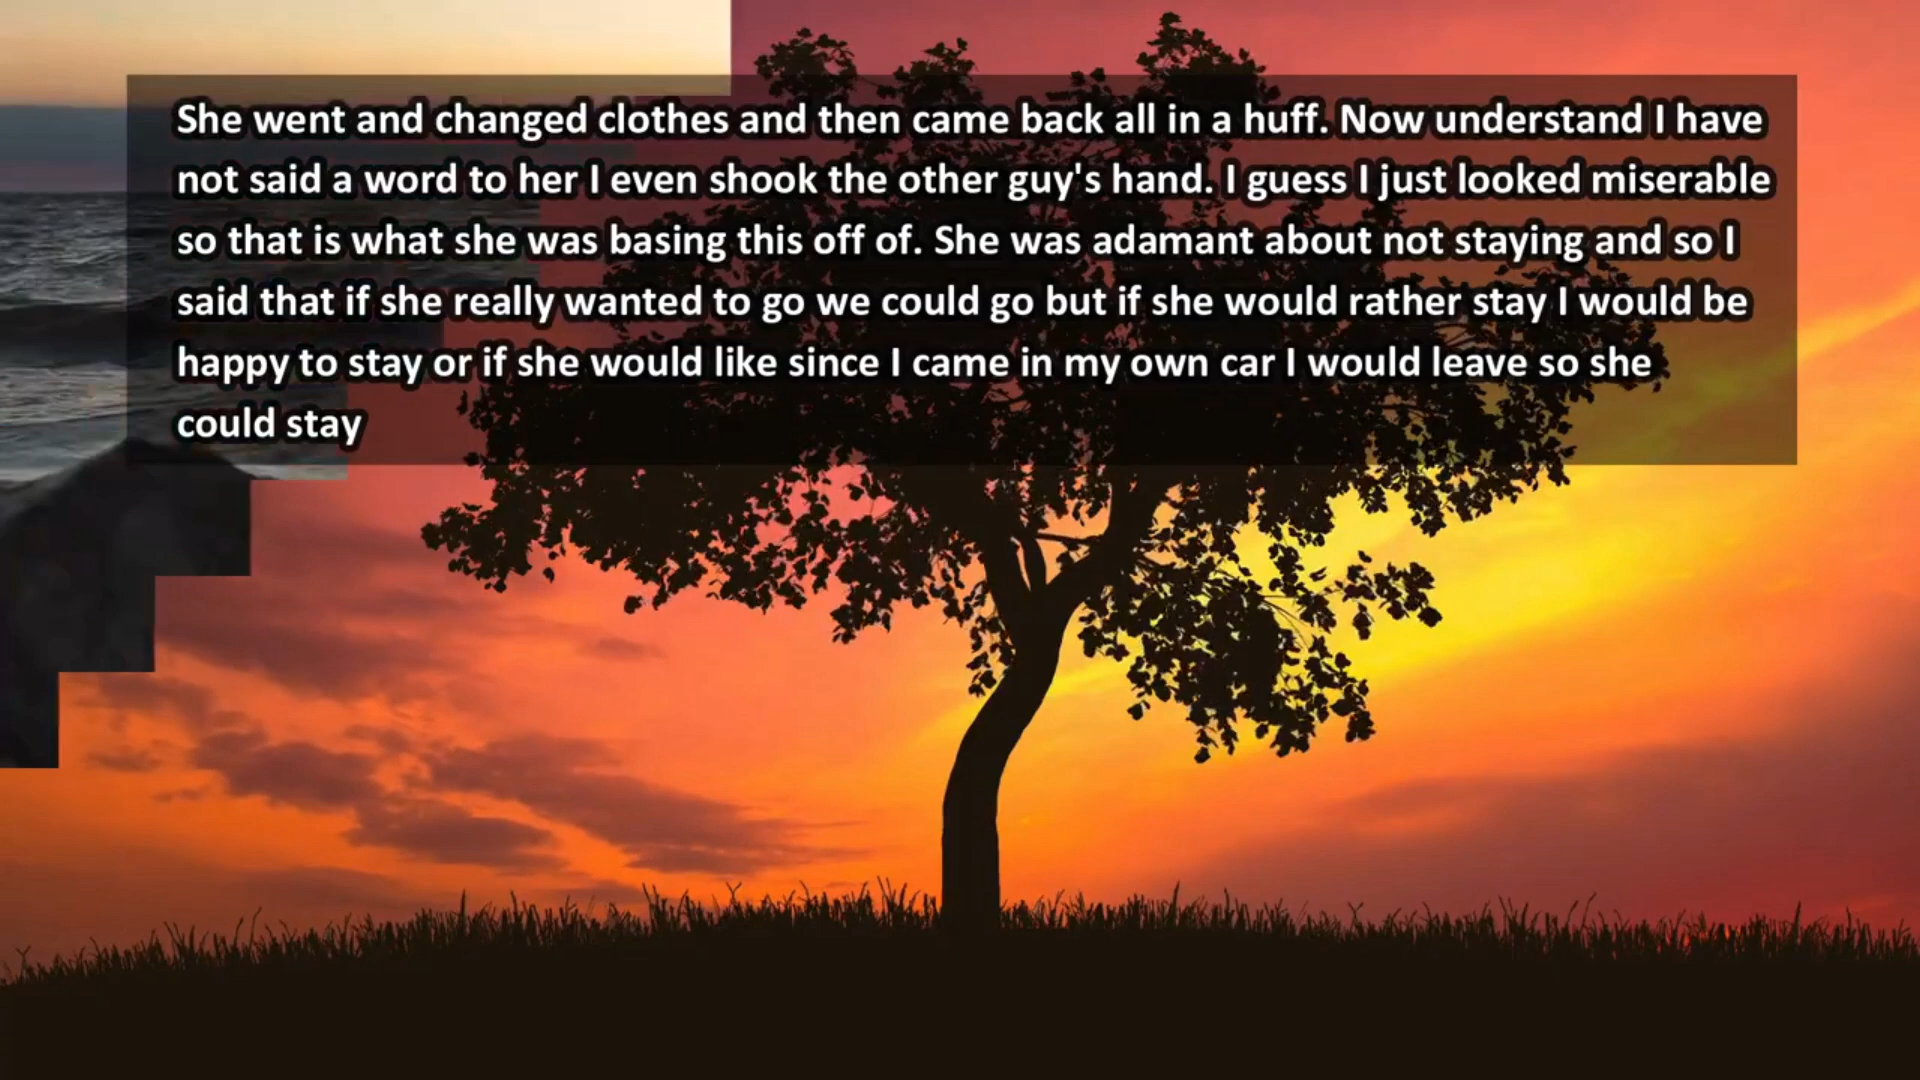 She went and changed clothes and then came back all in a huff. Now understand I have
not said a word to her I even shook the other guy's hand. I guess I just looked miserable
so that is what she was basing this off of. She was adamant about not staying and so I
said that if she really wanted to go we could go but if she would rather stay I would be
happy to stay or if she would like since I came in my own car I would leave so she
could stay